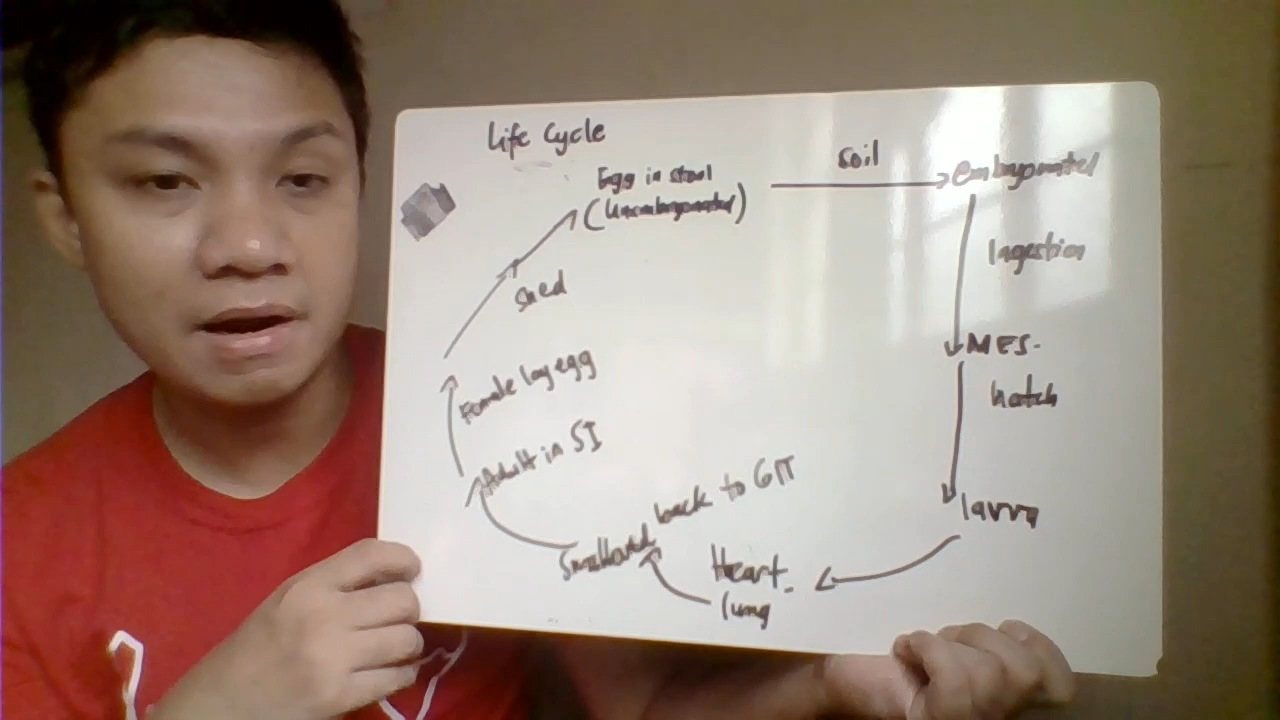 Life Cycle
Egg in stool
(Unembryonated)
soil
embryonated
Ingestion
MES.
hatch
larva
Heart
lung
Swallowed back to GIT
Adult in SI
Female lay egg
Shed